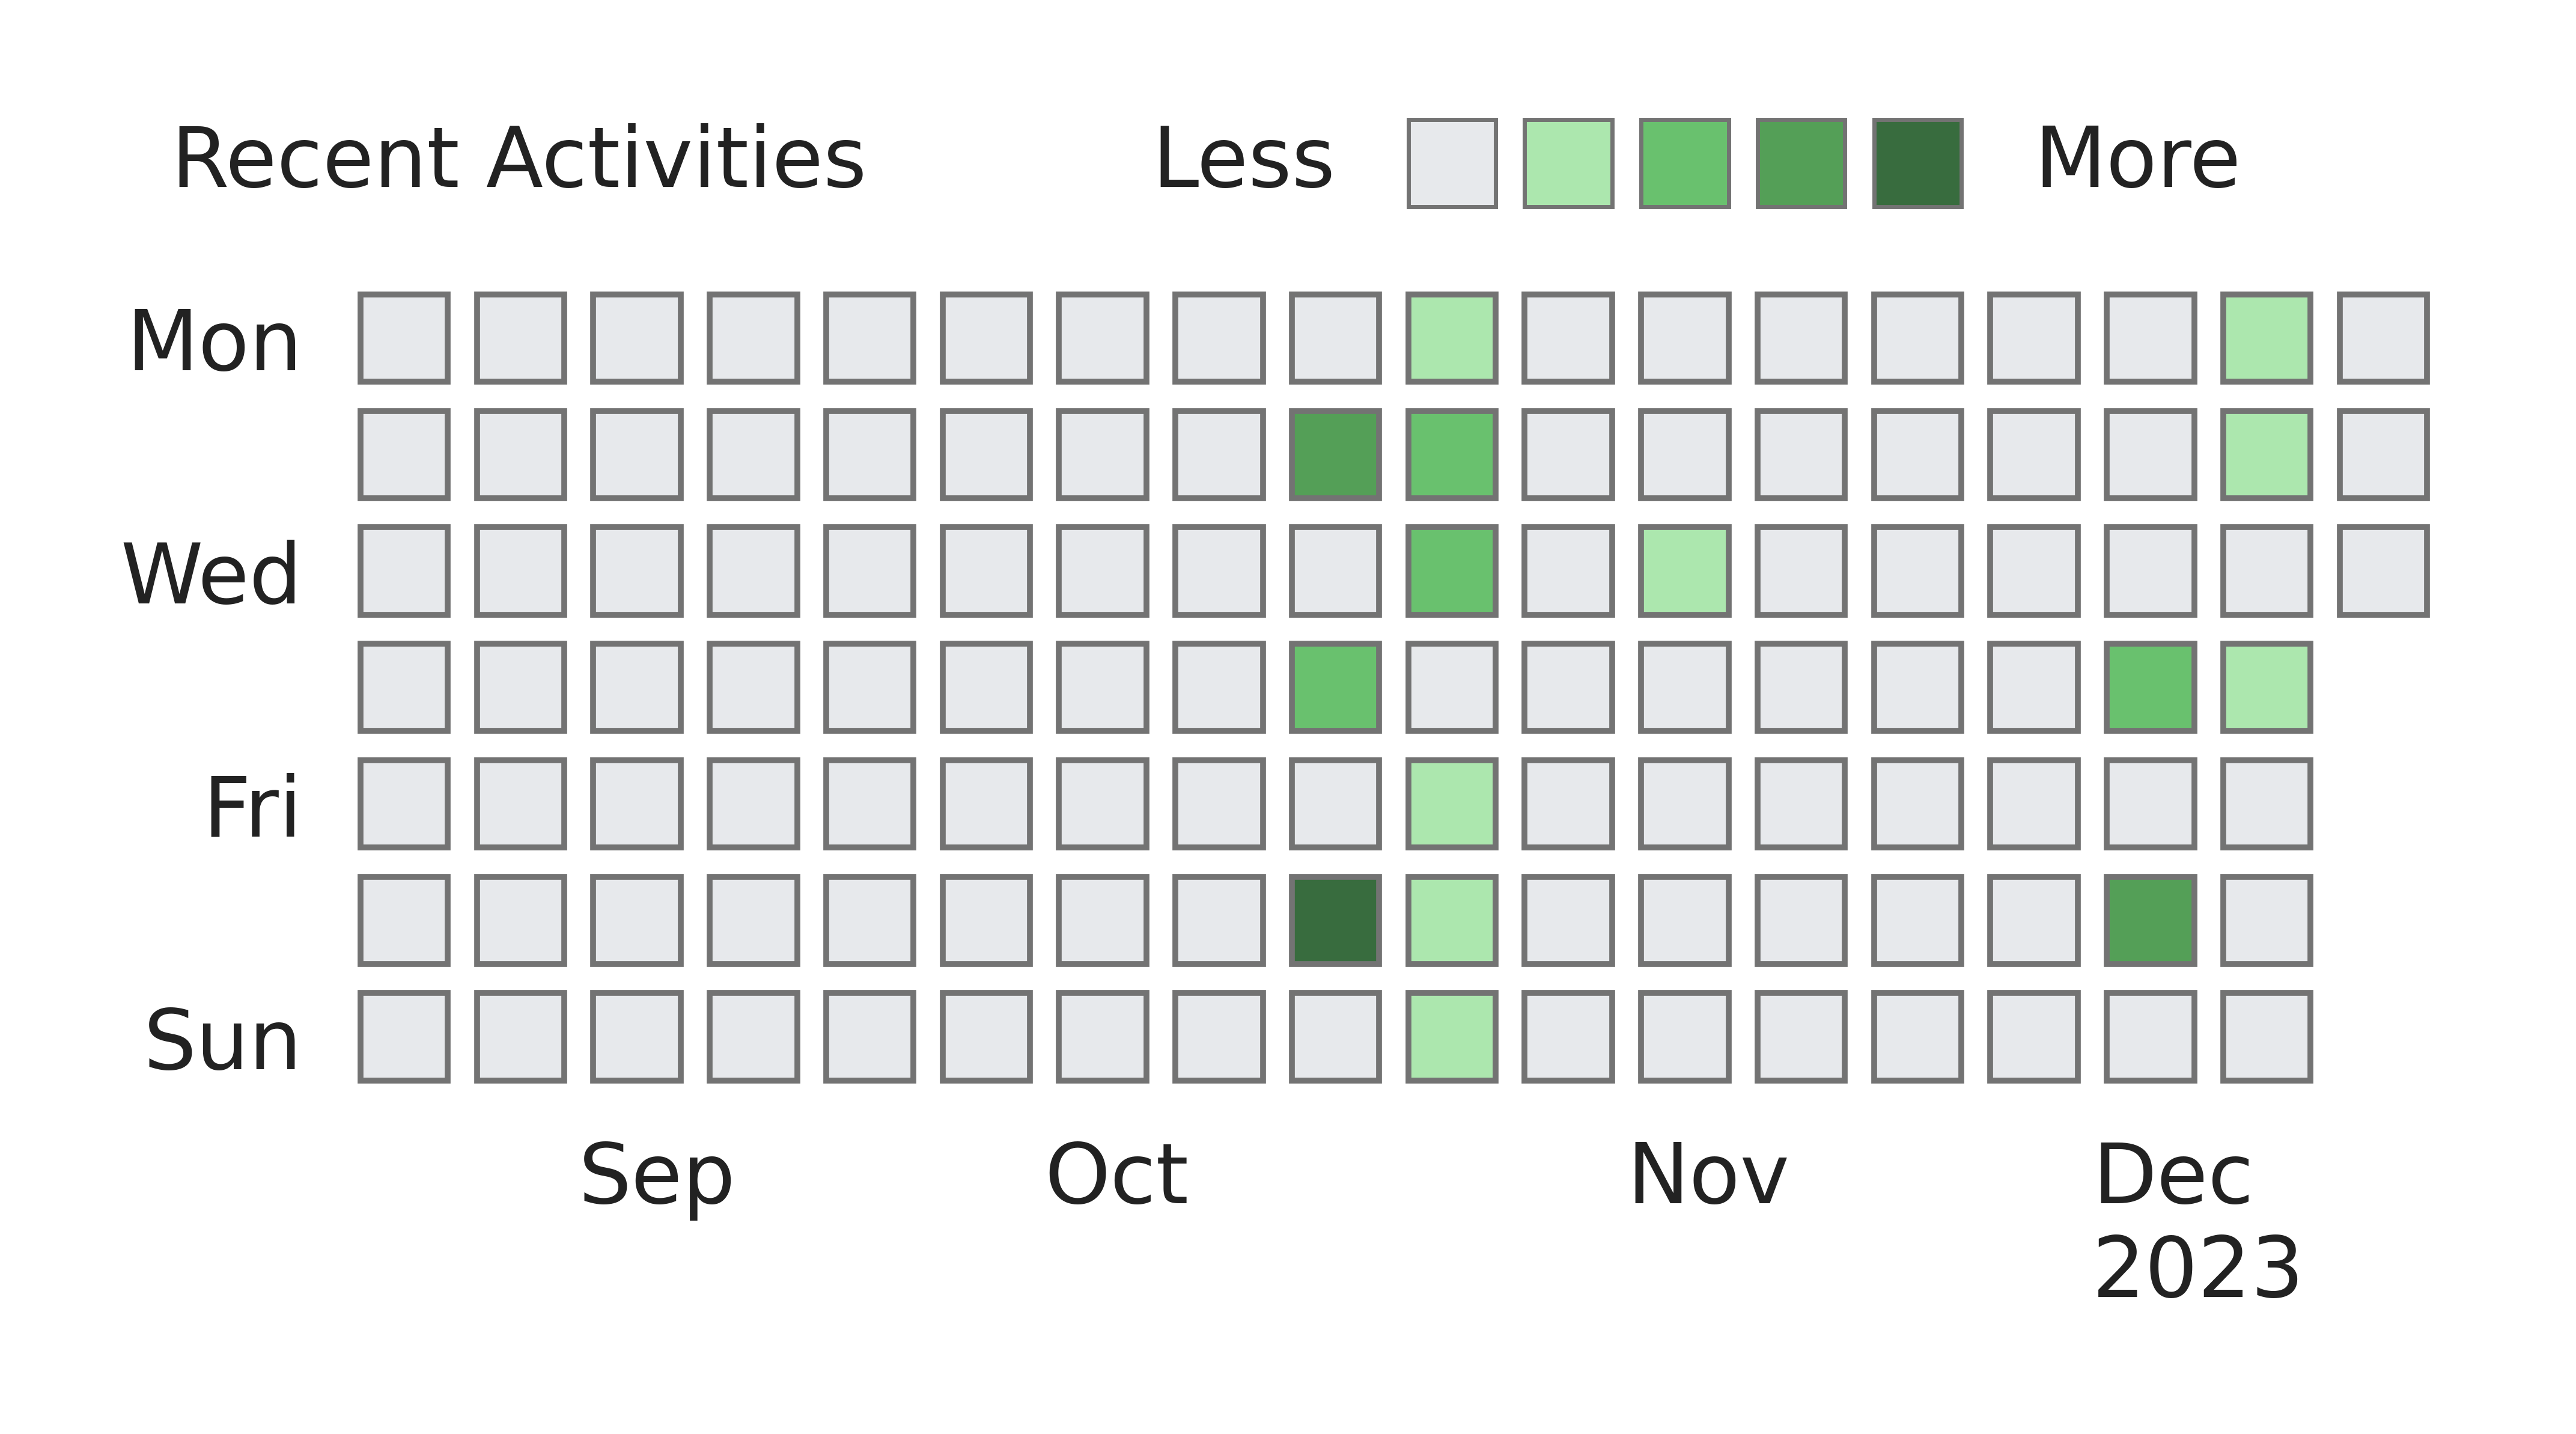 Recent Activities
Less
More
Mon
Wed
Fri
Sun
Sep
Oct
Nov
Dec
2023